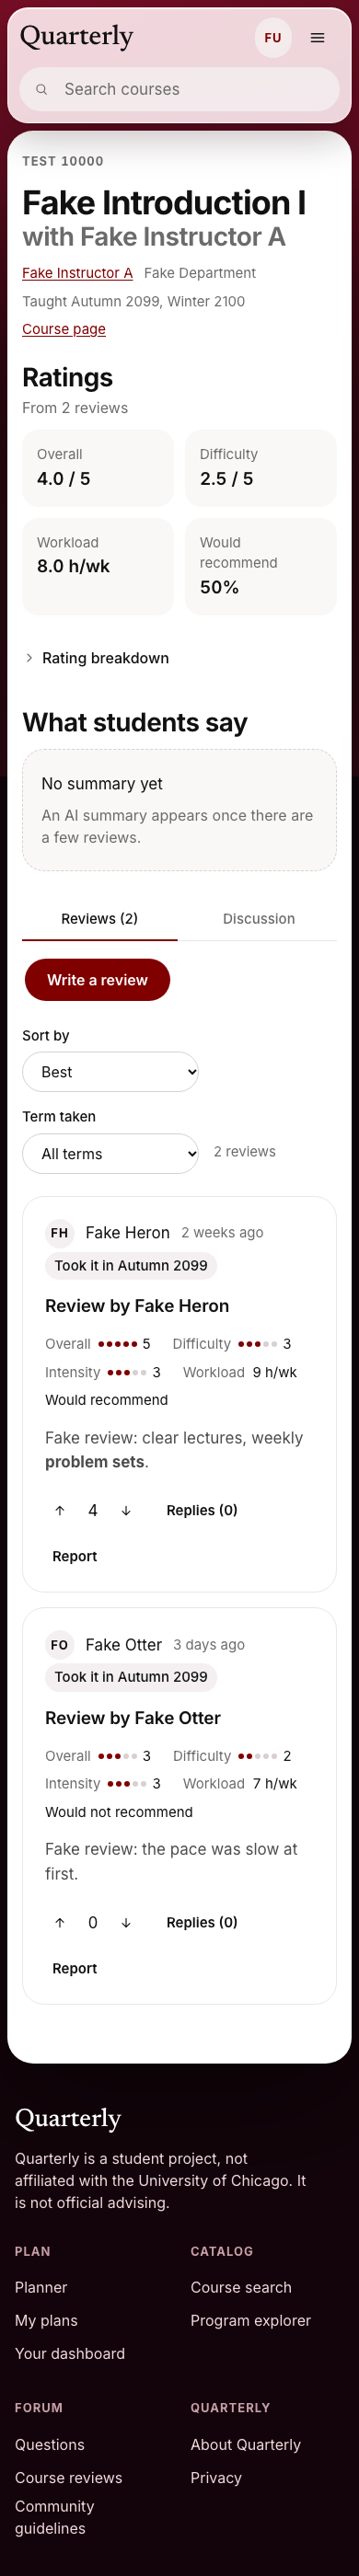 Quarterly
FU
Search courses
TEST 10000
Fake Introduction I
with Fake Instructor A
Fake Instructor A Fake Department
Taught Autumn 2099, Winter 2100
Course page
Ratings
From 2 reviews
Overall
4.0 / 5
Difficulty
2.5 / 5
Workload
8.0 h/wk
Would
recommend
50%
Rating breakdown
What students say
No summary yet
An AI summary appears once there are
a few reviews.
Reviews (2)
Discussion
Write a review
Sort by
Best
Term taken
All terms
2 reviews
FH Fake Heron 2 weeks ago
Took it in Autumn 2099
Review by Fake Heron
Overall 5 Difficulty 3
Intensity 3 Workload 9 h/wk
Would recommend
Fake review: clear lectures, weekly
problem sets.
↑ 4 ↓ Replies (0)
Report
FO Fake Otter 3 days ago
Took it in Autumn 2099
Review by Fake Otter
Overall 3 Difficulty 2
Intensity 3 Workload 7 h/wk
Would not recommend
Fake review: the pace was slow at
first.
↑ 0 ↓ Replies (0)
Report
Quarterly
Quarterly is a student project, not
affiliated with the University of Chicago. It
is not official advising.
PLAN
Planner
My plans
Your dashboard
CATALOG
Course search
Program explorer
FORUM
Questions
Course reviews
Community
guidelines
QUARTERLY
About Quarterly
Privacy